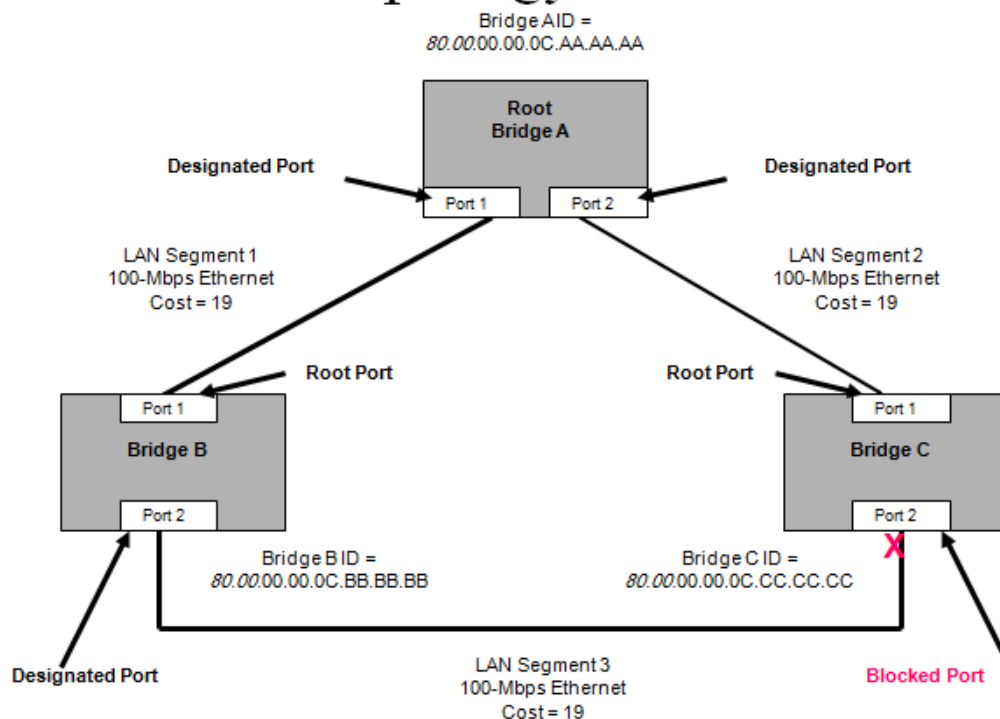 Bridge A ID =
80.00.00.00.0C.AA.AA.AA
Root
Bridge A
Designated Port
Designated Port
Port 1
Port 2
LAN Segment 1
100-Mbps Ethernet
Cost = 19
LAN Segment 2
100-Mbps Ethernet
Cost = 19
Root Port
Root Port
Port 1
Port 1
Bridge B
Bridge C
Port 2
Port 2
X
Bridge B ID =
80.00.00.00.0C.BB.BB.BB
Bridge C ID =
80.00.00.00.0C.CC.CC.CC
Designated Port
LAN Segment 3
100-Mbps Ethernet
Cost = 19
Blocked Port